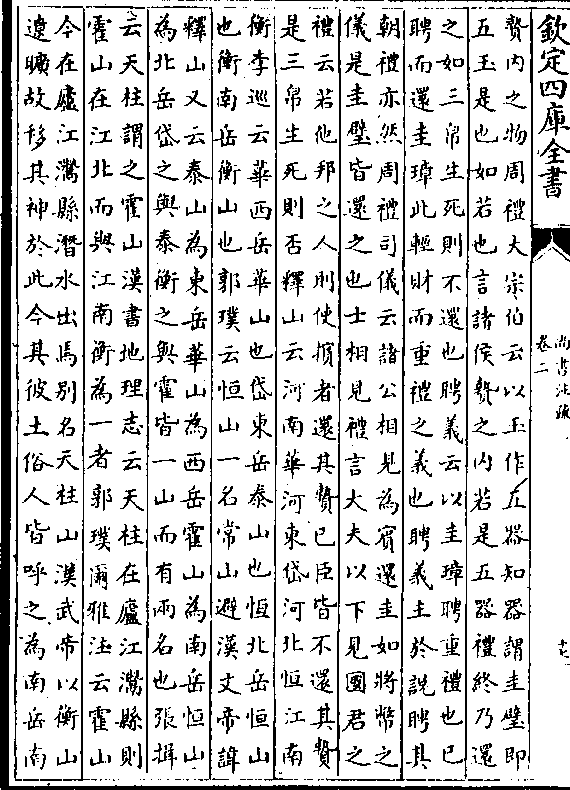 欽定四庫全書
尚書注疏
卷二
贄内之物周禮大宗伯云以玉作五器知器謂圭璧即
五玉是也如若也言諸侯贄之内若是五器禮終乃還
之如三帛生死則不還也聘義云以圭璋聘重禮也已
聘而還圭璋此輕財而重禮之義也聘義主於説聘其
朝禮亦然周禮司儀云諸公相見為賓還圭如將幣之
儀是圭璧皆還之也士相見禮言大夫以下見國君之
禮云若他邦之人則使擯者還其贄已臣皆不還其贄
是三帛生死則否釋山云河南華河東岱河北恒江南
衡李巡云華西岳華山也岱東岳泰山也恒北岳恒山
也衡南岳衡山也郭璞云恒山一名常山避漢文帝諱
釋山又云泰山為東岳華山為西岳霍山為南岳恒山
為北岳岱之與泰衡之與霍皆一山而有兩名也張揖
云天柱謂之霍山漢書地理志云天柱在廬江灊縣則
霍山在江北而與江南衡為一者郭璞爾雅注云霍山
今在廬江灊縣潛水出焉别名天柱山漢武帝以衡山
遼曠故移其神於此今其彼土俗人皆呼之為南岳南